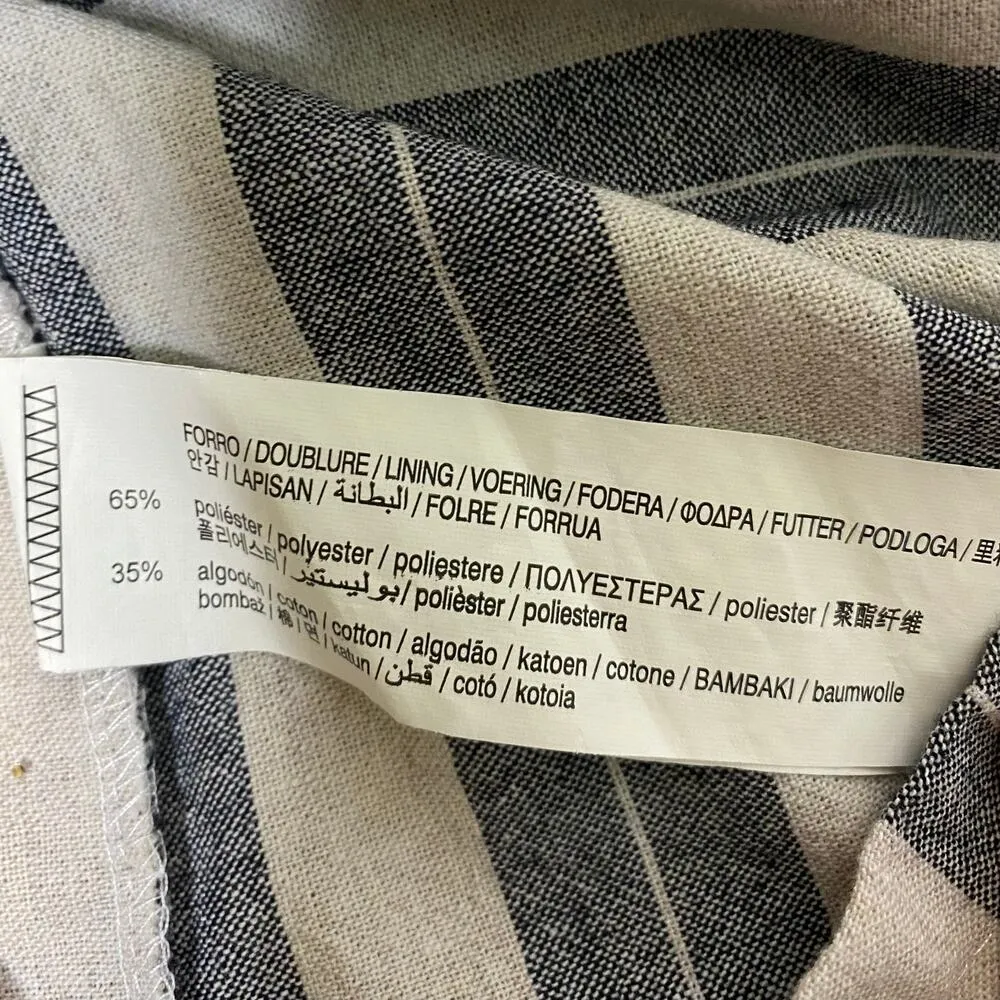 FORRO / DOUBLURE / LINING / VOERING / FODERA / ΦΟΔΡΑ / FUTTER / PODLOGA / 里
안감 / LAPISAN / البطانة / FOLRE / FORRUA
65% poliéster / polyester / poliestere / ΠΟΛΥΕΣΤΕΡΑΣ / poliester / 聚酯纤维
폴리에스터 / بوليستير / polièster / poliesterra
35% algodón / coton / cotton / algodão / katoen / cotone / ΒΑΜΒΑΚΙ / baumwolle
bombaž / 棉 / 면 / katun / قطن / cotó / kotoia